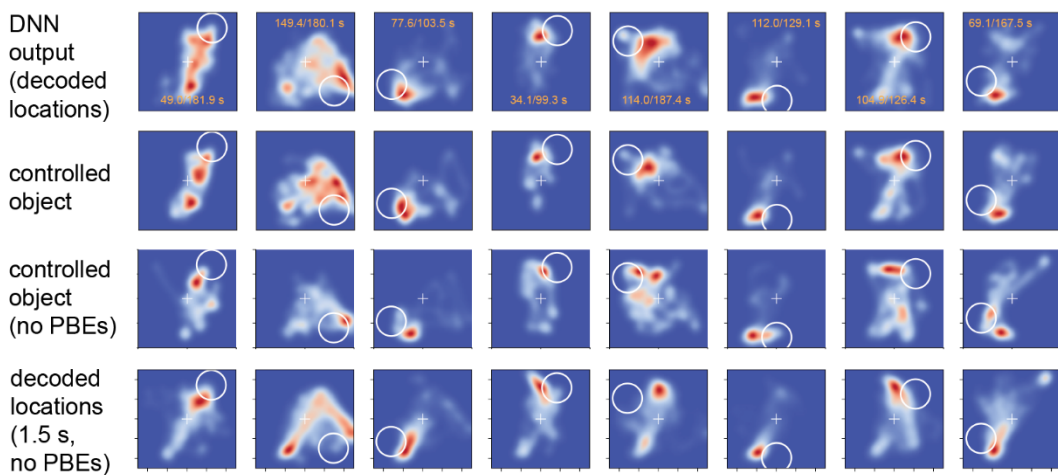 DNN
output
(decoded
locations)
49.0/181.9 s
149.4/180.1 s
77.6/103.5 s
34.1/99.3 s
114.0/187.4 s
112.0/129.1 s
104.9/126.4 s
69.1/167.5 s
controlled
object
controlled
object
(no PBEs)
decoded
locations
(1.5 s,
no PBEs)